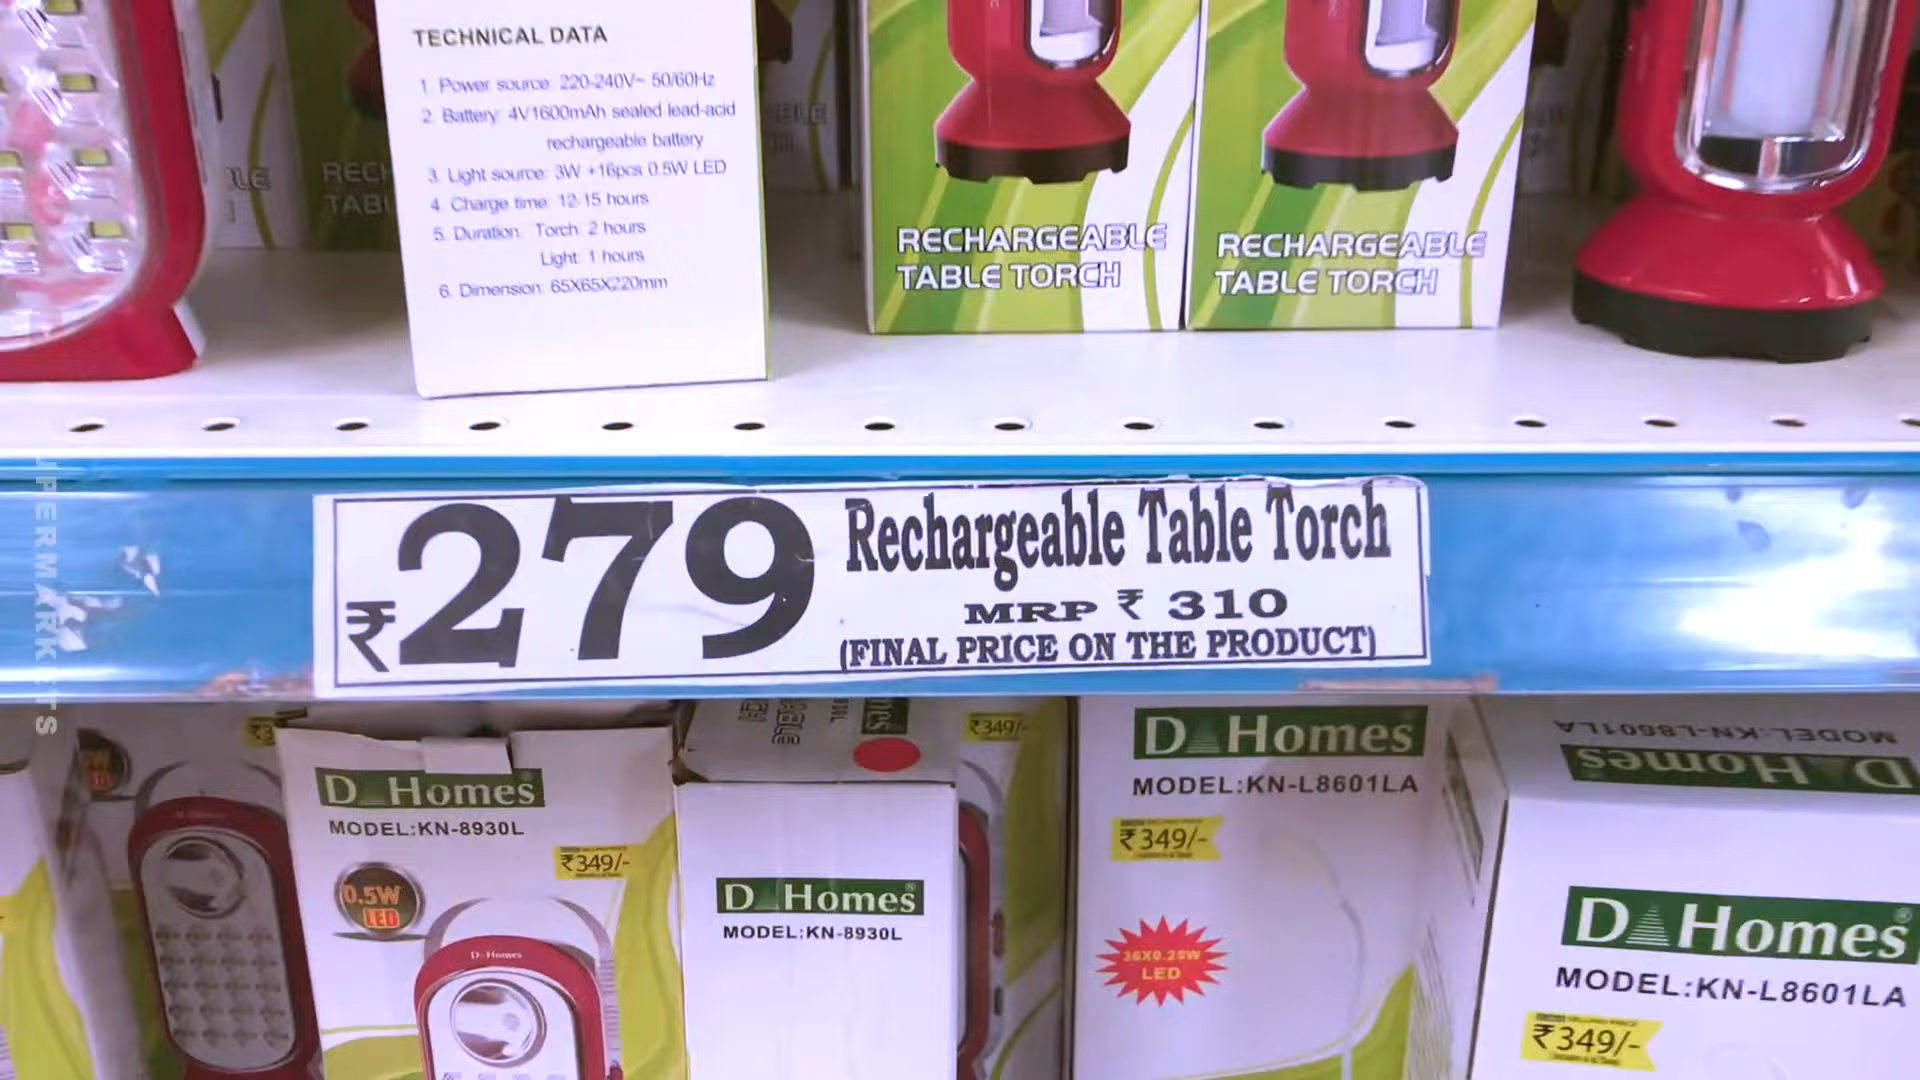 TECHNICAL DATA
1. Power source: 220-240V~ 50/60Hz
2. Battery: 4V1600mAh sealed lead-acid
rechargeable battery
3. Light source: 3W +16pcs 0.5W LED
4. Charge time: 12-15 hours
5. Duration: Torch: 2 hours
Light: 1 hours
6. Dimension: 65X65X220mm
RECHARGEABLE
TABLE TORCH
RECHARGEABLE
TABLE TORCH
₹279
Rechargeable Table Torch
MRP ₹ 310
(FINAL PRICE ON THE PRODUCT)
D Homes®
MODEL:KN-8930L
₹349/-
0.5W
LED
D-Homes
₹349/-
D Homes®
MODEL:KN-8930L
D Homes
MODEL:KN-L8601LA
₹349/-
36X0.25W
LED
MODEL:KN-L8601LA
D Homes
D Homes®
MODEL:KN-L8601LA
₹349/-